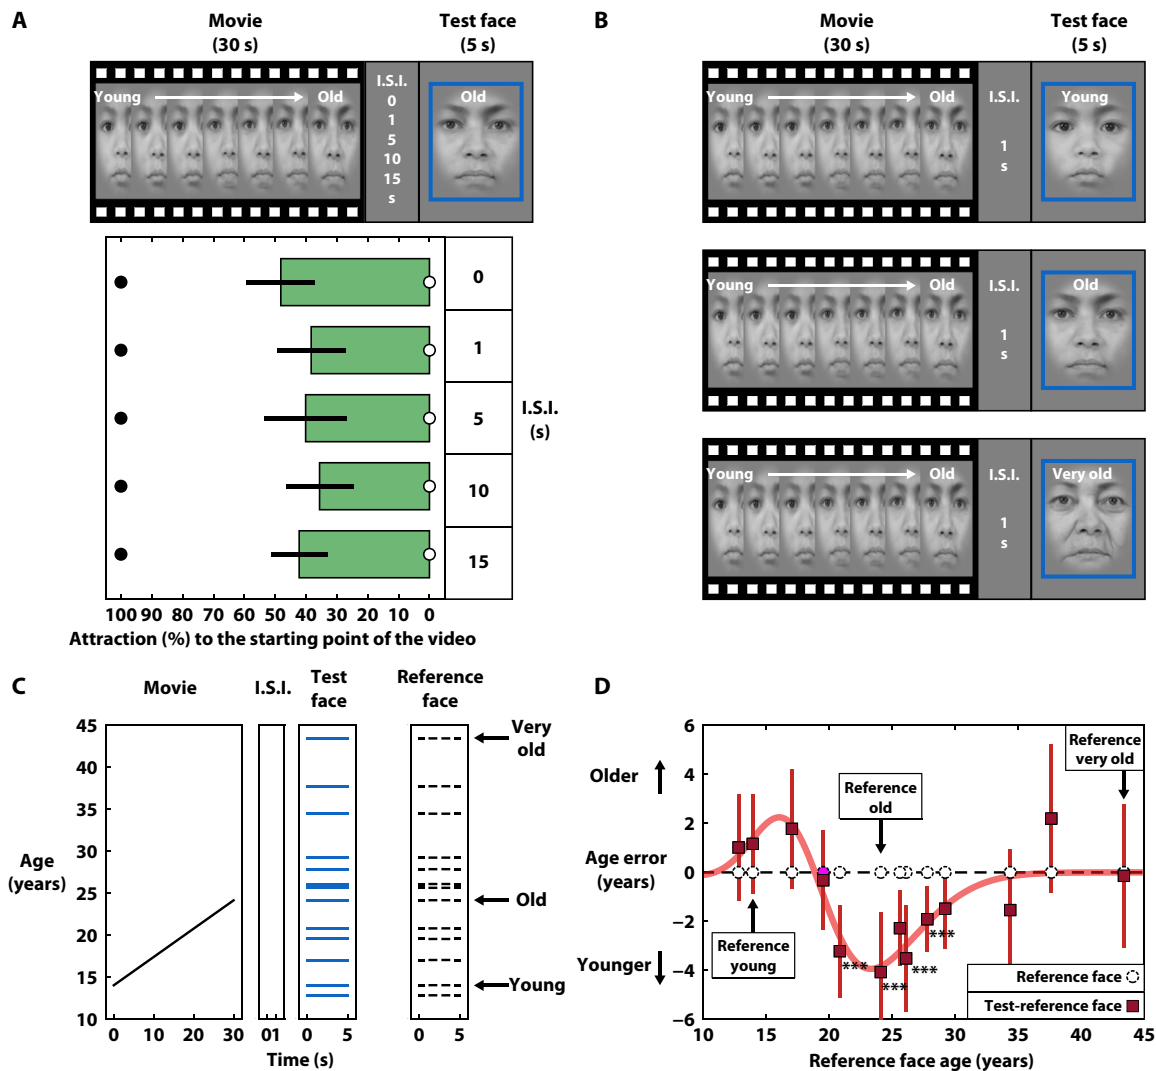 A
Movie
(30 s)
Test face
(5 s)
Young
Old
I.S.I.
0
1
5
10
15
s
Old
0
1
5
10
15
I.S.I.
(s)
100 90 80 70 60 50 40 30 20 10 0
Attraction (%) to the starting point of the video
B
Movie
(30 s)
Test face
(5 s)
Young
Old
I.S.I.
1
s
Young
Young
Old
I.S.I.
1
s
Old
Young
Old
I.S.I.
1
s
Very old
C
Movie
I.S.I.
Test
face
Reference
face
45
40
35
30
25
20
15
10
Age
(years)
0 10 20 30
01
0 5
0 5
Time (s)
Very
old
Old
Young
D
6
4
2
0
−2
−4
−6
Older
Age error
(years)
Younger
Reference
old
Reference
very old
Reference
young
***
***
***
***
Reference face
Test-reference face
10 15 20 25 30 35 40 45
Reference face age (years)